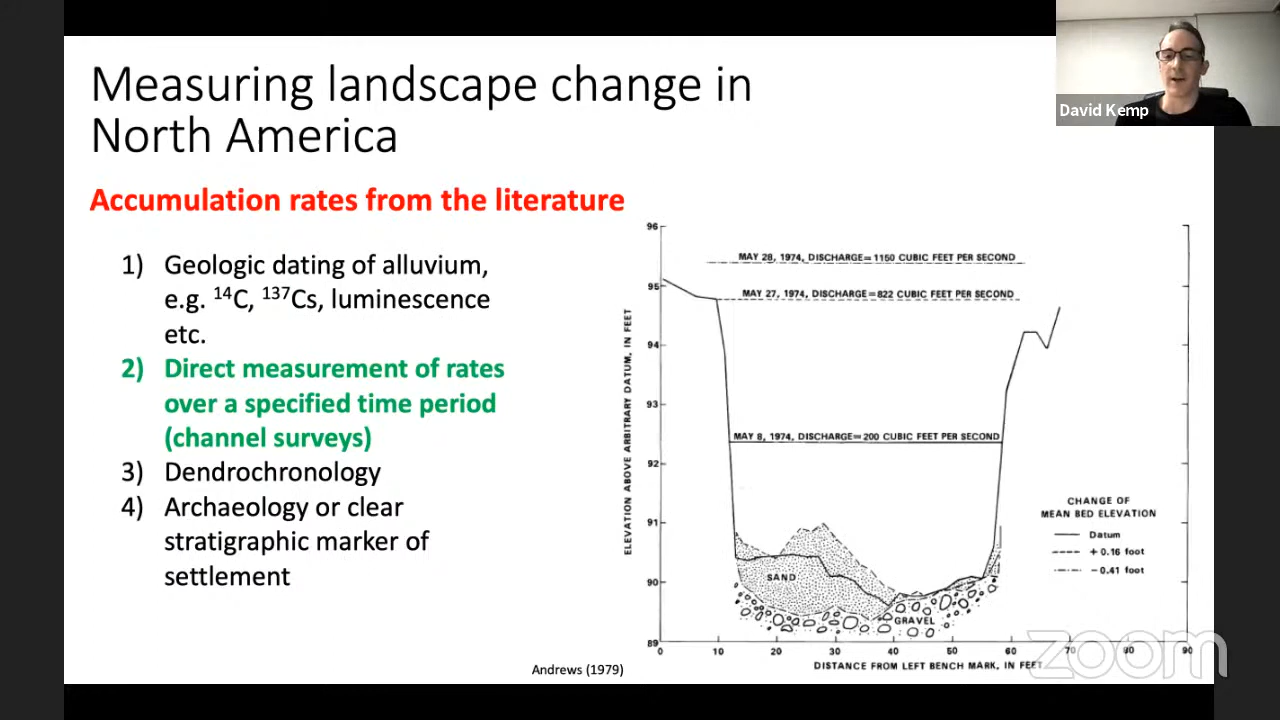 Measuring landscape change in
North America
David Kemp
Accumulation rates from the literature
1) Geologic dating of alluvium,
e.g. ¹⁴C, ¹³⁷Cs, luminescence
etc.
2) Direct measurement of rates
over a specified time period
(channel surveys)
3) Dendrochronology
4) Archaeology or clear
stratigraphic marker of
settlement
Andrews (1979)
ELEVATION ABOVE ARBITRARY DATUM, IN FEET
96
95
94
93
92
91
90
89
MAY 28, 1974, DISCHARGE=1150 CUBIC FEET PER SECOND
MAY 27, 1974, DISCHARGE=822 CUBIC FEET PER SECOND
MAY 8, 1974, DISCHARGE=200 CUBIC FEET PER SECOND
CHANGE OF
MEAN BED ELEVATION
Datum
+ 0.16 foot
− 0.41 foot
SAND
GRAVEL
0 10 20 30 40 50 60 70 80 90
DISTANCE FROM LEFT BENCH MARK, IN FEET
zoom